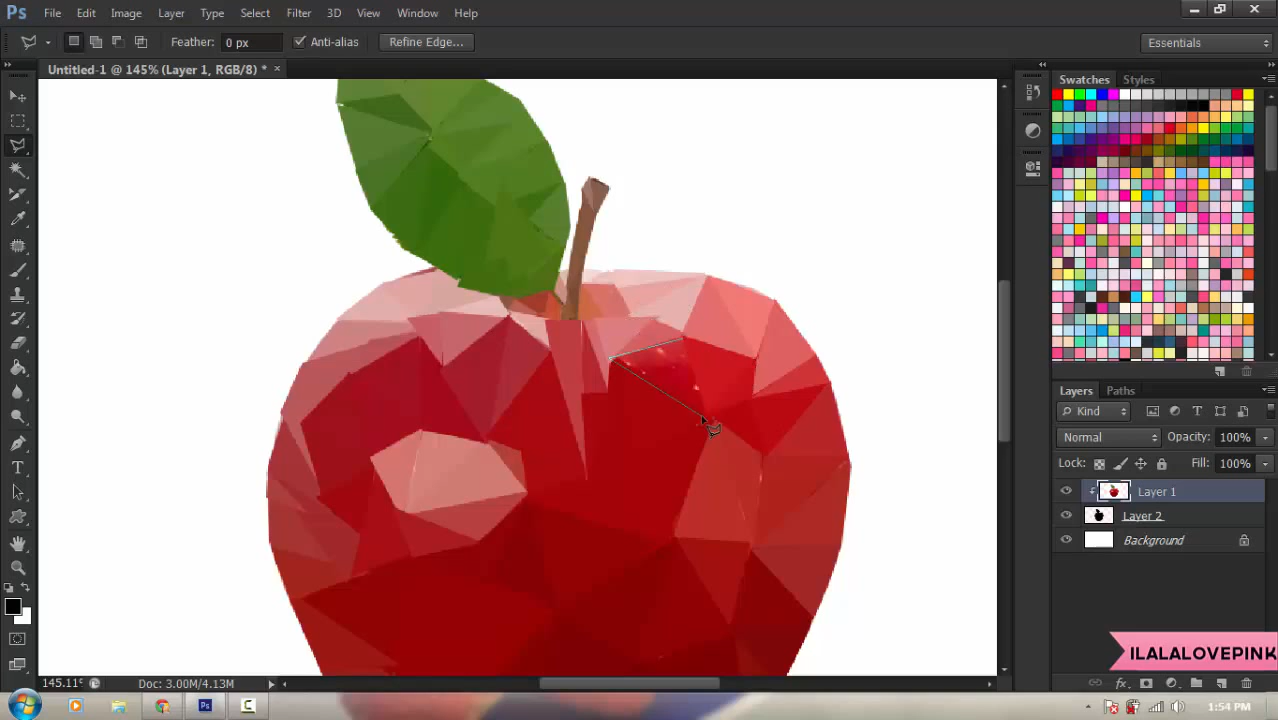 Ps File Edit Image Layer Type Select Filter 3D View Window Help
Feather: 0 px Anti-alias Refine Edge... Essentials
Untitled-1 @ 145% (Layer 1, RGB/8) * ×
Swatches Styles
Layers Paths
Kind
Normal Opacity: 100%
Lock: Fill: 100%
Layer 1
Layer 2
Background
ILALALOVEPINK
fx
145.11% Doc: 3.00M/4.13M
Ps C 1:54 PM